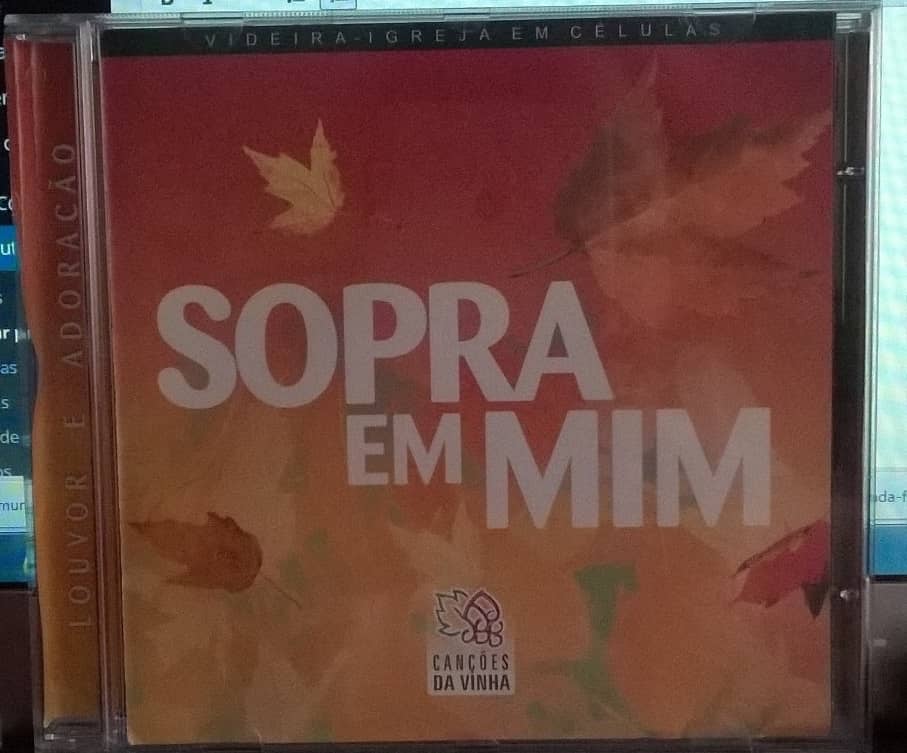 VIDEIRA-IGREJA EM CÉLULAS
LOUVOR E ADORAÇÃO
SOPRA
EM MIM
CANÇÕES
DA VINHA